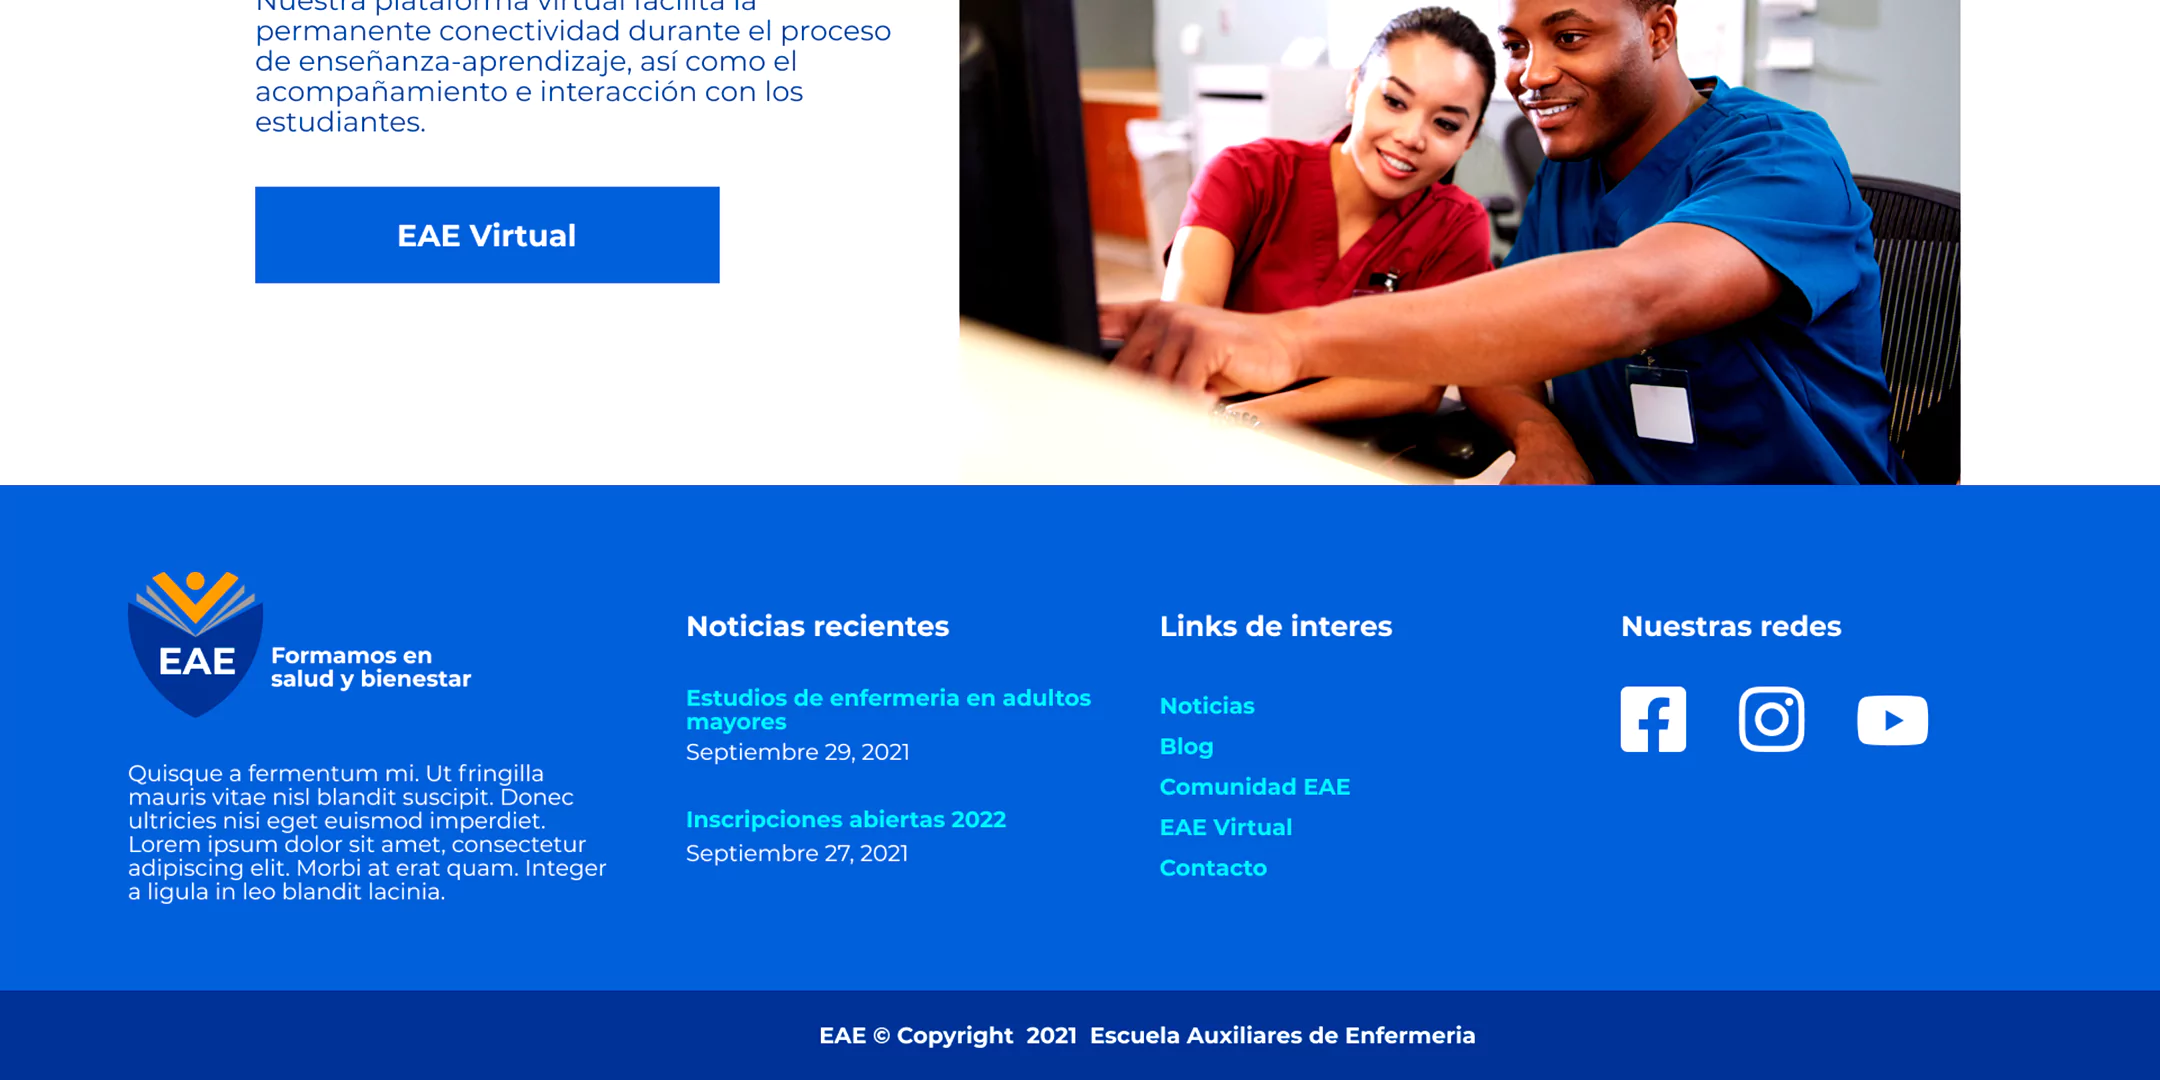 Nuestra plataforma virtual facilita la
permanente conectividad durante el proceso
de enseñanza-aprendizaje, así como el
acompañamiento e interacción con los
estudiantes.
EAE Virtual
EAE
Formamos en
salud y bienestar
Quisque a fermentum mi. Ut fringilla
mauris vitae nisl blandit suscipit. Donec
ultricies nisi eget euismod imperdiet.
Lorem ipsum dolor sit amet, consectetur
adipiscing elit. Morbi at erat quam. Integer
a ligula in leo blandit lacinia.
Noticias recientes
Estudios de enfermeria en adultos
mayores
Septiembre 29, 2021
Inscripciones abiertas 2022
Septiembre 27, 2021
Links de interes
Noticias
Blog
Comunidad EAE
EAE Virtual
Contacto
Nuestras redes
EAE © Copyright 2021 Escuela Auxiliares de Enfermeria